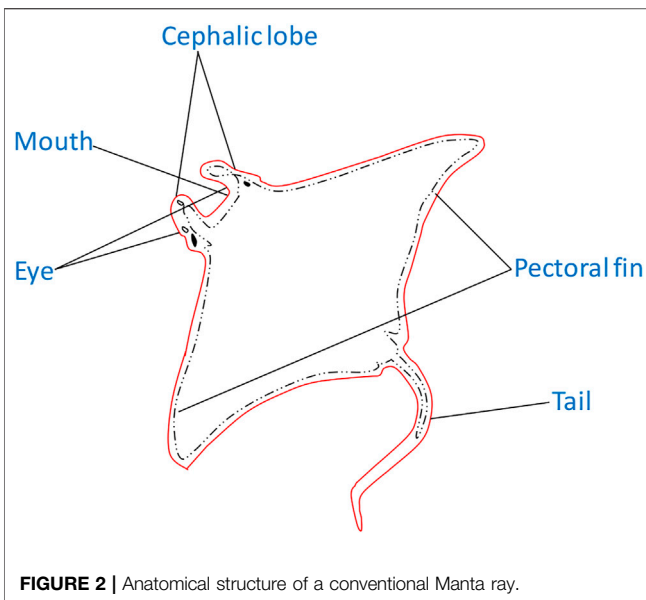 Cephalic lobe
Mouth
Eye
Pectoral fin
Tail
FIGURE 2 | Anatomical structure of a conventional Manta ray.